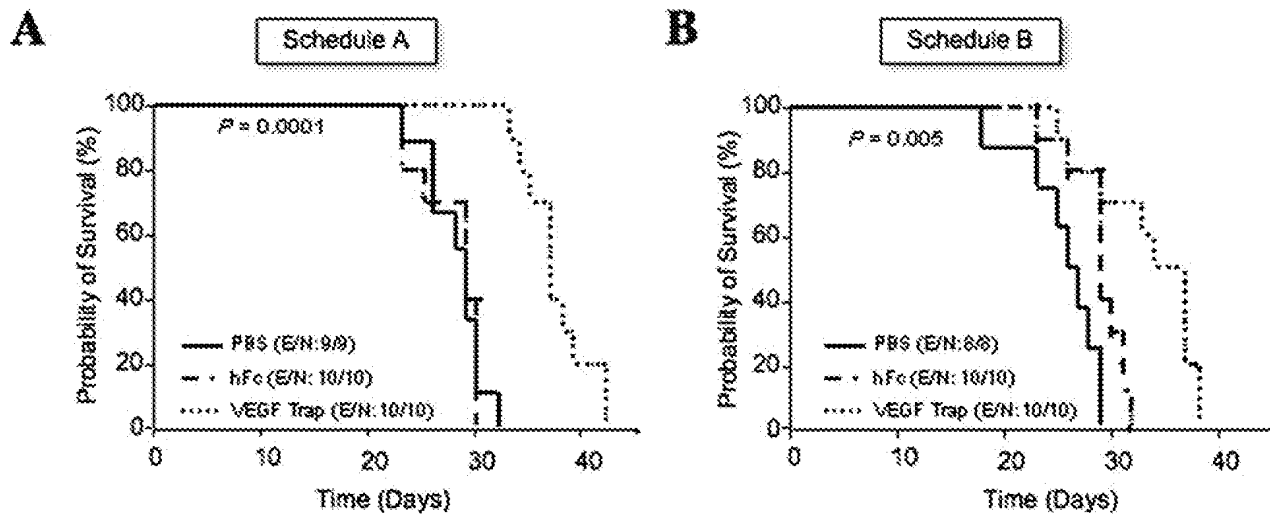 A
Schedule A
Probability of Survival (%)
100
80
60
40
20
0
P = 0.0001
PBS (E/N:9/9)
hFc (E/N: 10/10)
VEGF Trap (E/N: 10/10)
0 10 20 30 40
Time (Days)
B
Schedule B
Probability of Survival (%)
100
80
60
40
20
0
P = 0.005
PBS (E/N:8/8)
hFc (E/N: 10/10)
VEGF Trap (E/N: 10/10)
0 10 20 30 40
Time (Days)